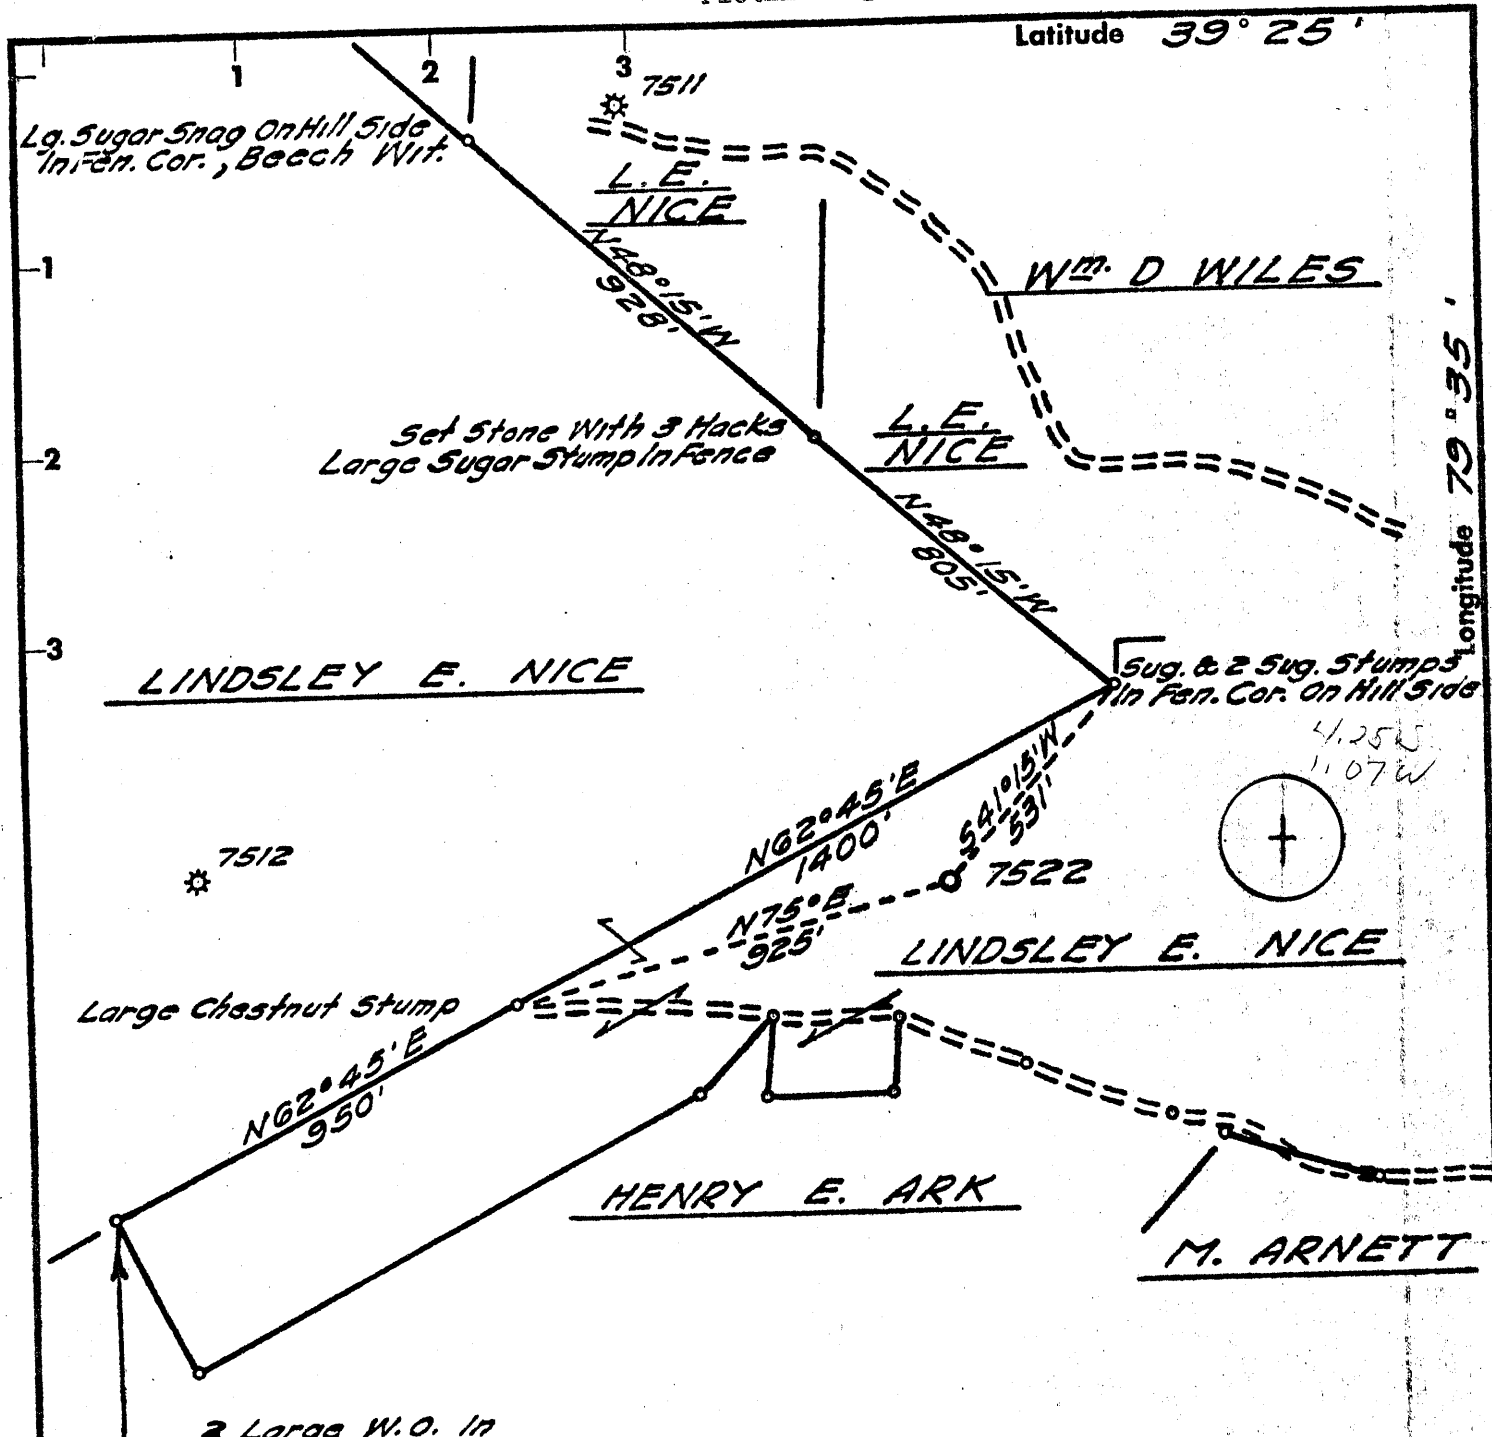 Latitude 39° 25'
1 2 3
7511
Lg. Sugar Snag On Hill Side
In Fen. Cor., Beech Wit.
L. E.
NICE
N48°15'W
928'
-1
Wm. D WILES
Longitude 79° 35'
Set Stone With 3 Hacks
Large Sugar Stump In Fence
L. E.
NICE
-2
N48°15'W
805'
-3
LINDSLEY E. NICE
Sug. & 2 Sug. Stumps
In Fen. Cor. On Hill Side
4.25 S
1.07 W
N62°45'E
1400'
S41°15'W
531'
7512
7522
N75°E
925'
LINDSLEY E. NICE
Large Chestnut Stump
N62°45'E
950'
HENRY E. ARK
M. ARNETT
Large W.O. In